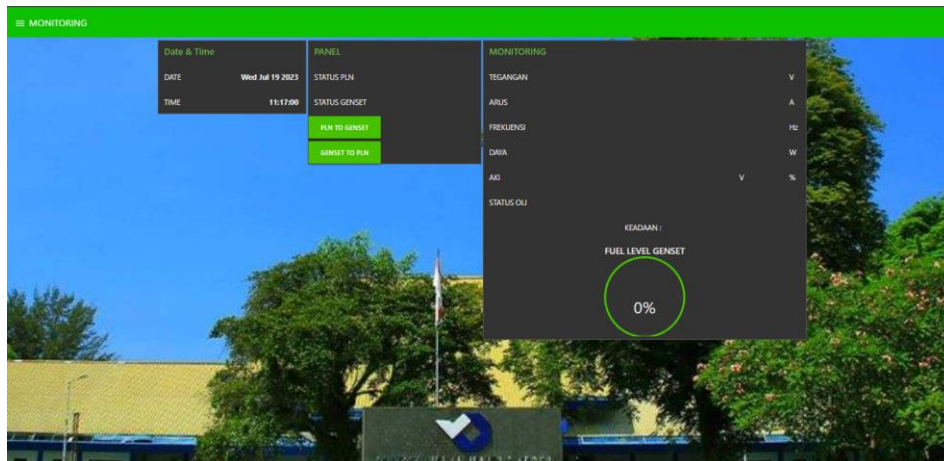 ≡ MONITORING
Date & Time
DATE Wed Jul 19 2023
TIME 11:17:00
PANEL
STATUS PLN
STATUS GENSET
PLN TO GENSET
GENSET TO PLN
MONITORING
TEGANGAN V
ARUS A
FREKUENSI Hz
DAYA W
AKI V %
STATUS OLI
KEADAAN :
FUEL LEVEL GENSET
0%